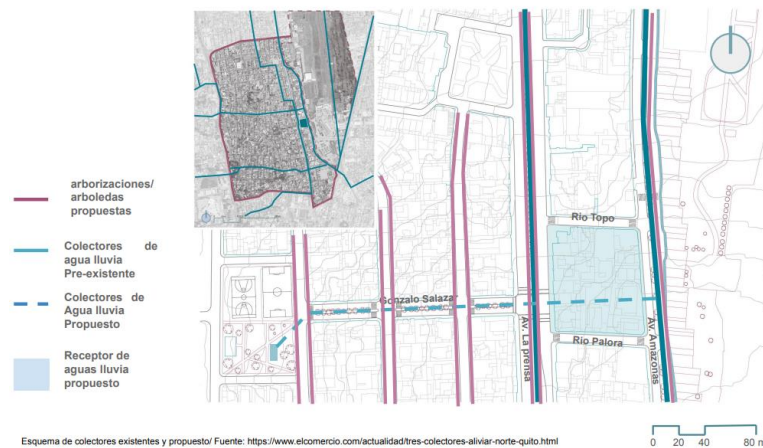 arborizaciones/
arboledas
propuestas
Colectores de
agua lluvia
Pre-existente
Colectores de
Agua lluvia
Propuesto
Receptor de
aguas lluvia
propuesto
Rio Topo
Gonzalo Salazar
Av. La prensa
Rio Palora
Av. Amazonas
Esquema de colectores existentes y propuesto/ Fuente: https://www.elcomercio.com/actualidad/tres-colectores-aliviar-norte-quito.html
0 20 40 80 m